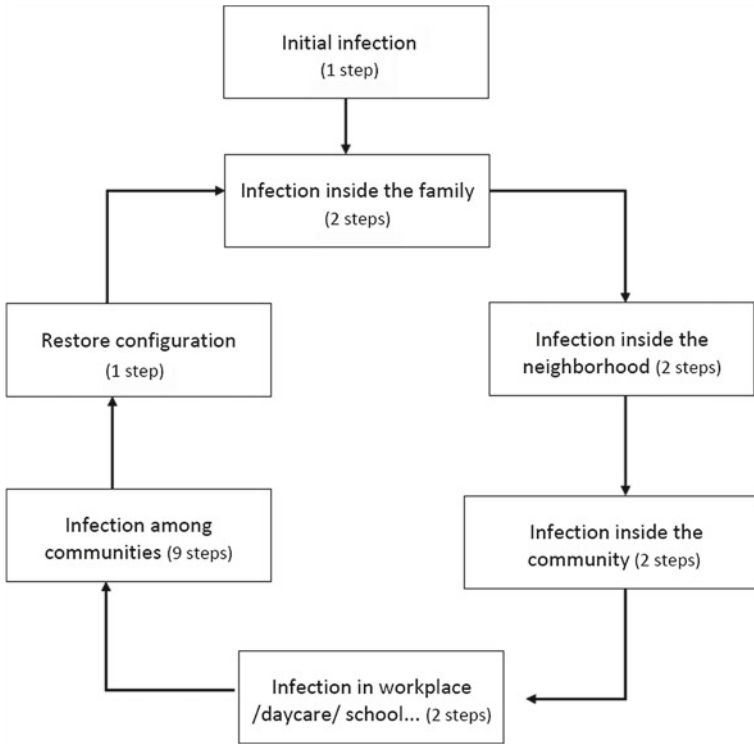 Initial infection
(1 step)
Infection inside the family
(2 steps)
Restore configuration
(1 step)
Infection inside the
neighborhood (2 steps)
Infection among
communities (9 steps)
Infection inside the
community (2 steps)
Infection in workplace
/daycare/ school... (2 steps)